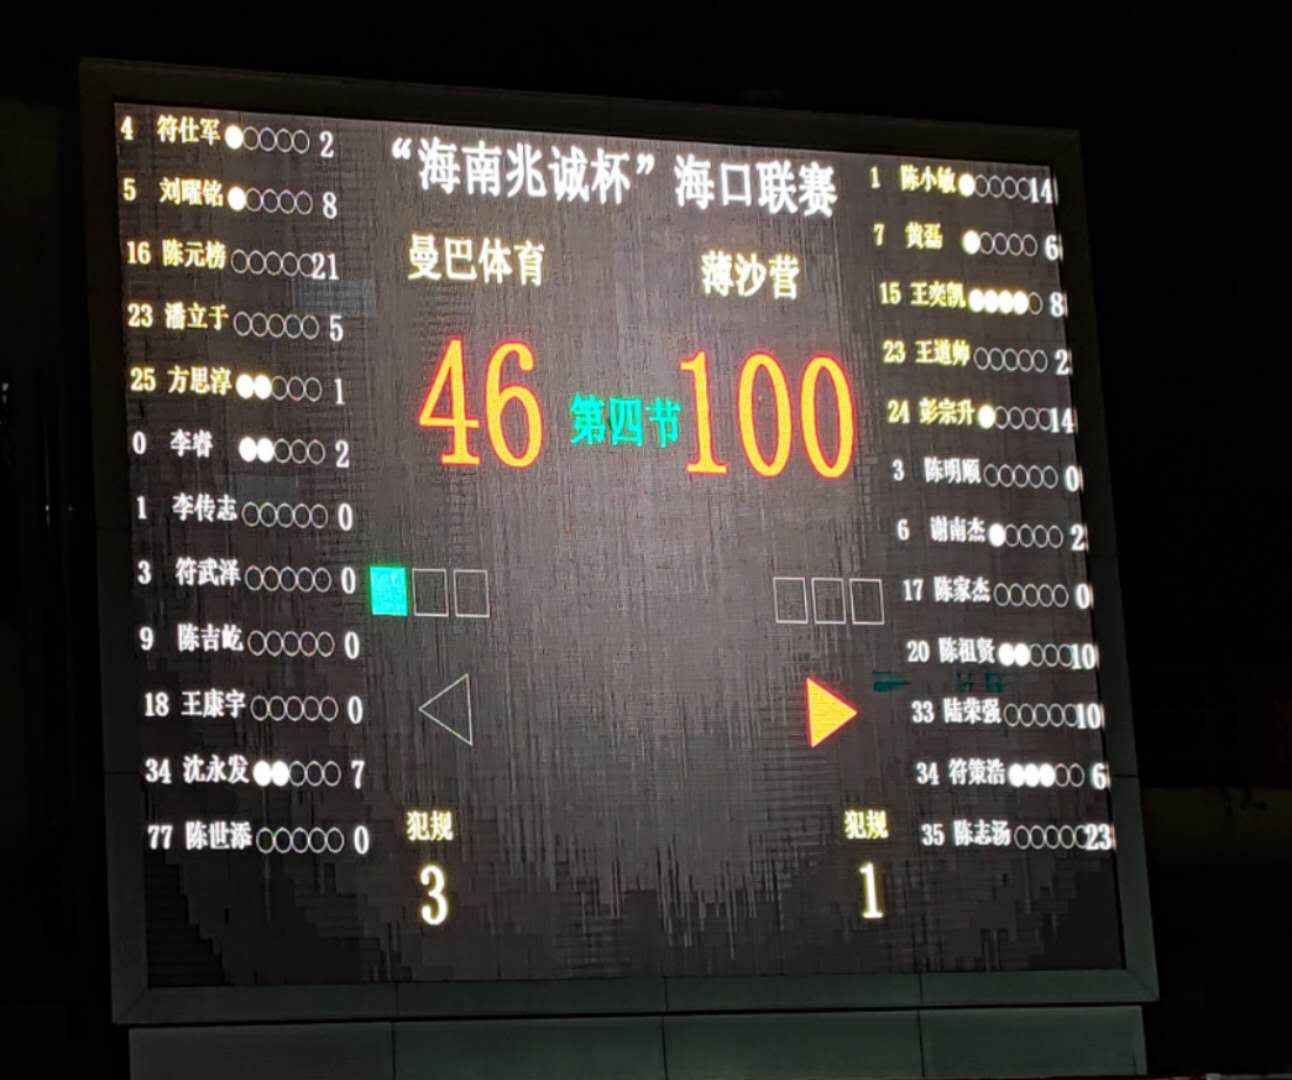 “海南兆诚杯”海口联赛
曼巴体育 薄沙营
46 第四节 100
4 符仕军 2
5 刘曜铭 8
16 陈元榜 21
23 潘立于 5
25 方思淳 1
0 李睿 2
1 李传志 0
3 符武泽 0
9 陈吉屹 0
18 王康宇 0
34 沈永发 7
77 陈世添 0
犯规
3
1 陈小敏 14
7 黄磊 6
15 王奕凯 8
23 王道帅 2
24 彭宗升 14
3 陈明顺 0
6 谢南杰 2
17 陈家杰 0
20 陈祖贤 10
33 陆荣强 10
34 符策浩 6
35 陈志汤 23
犯规
1